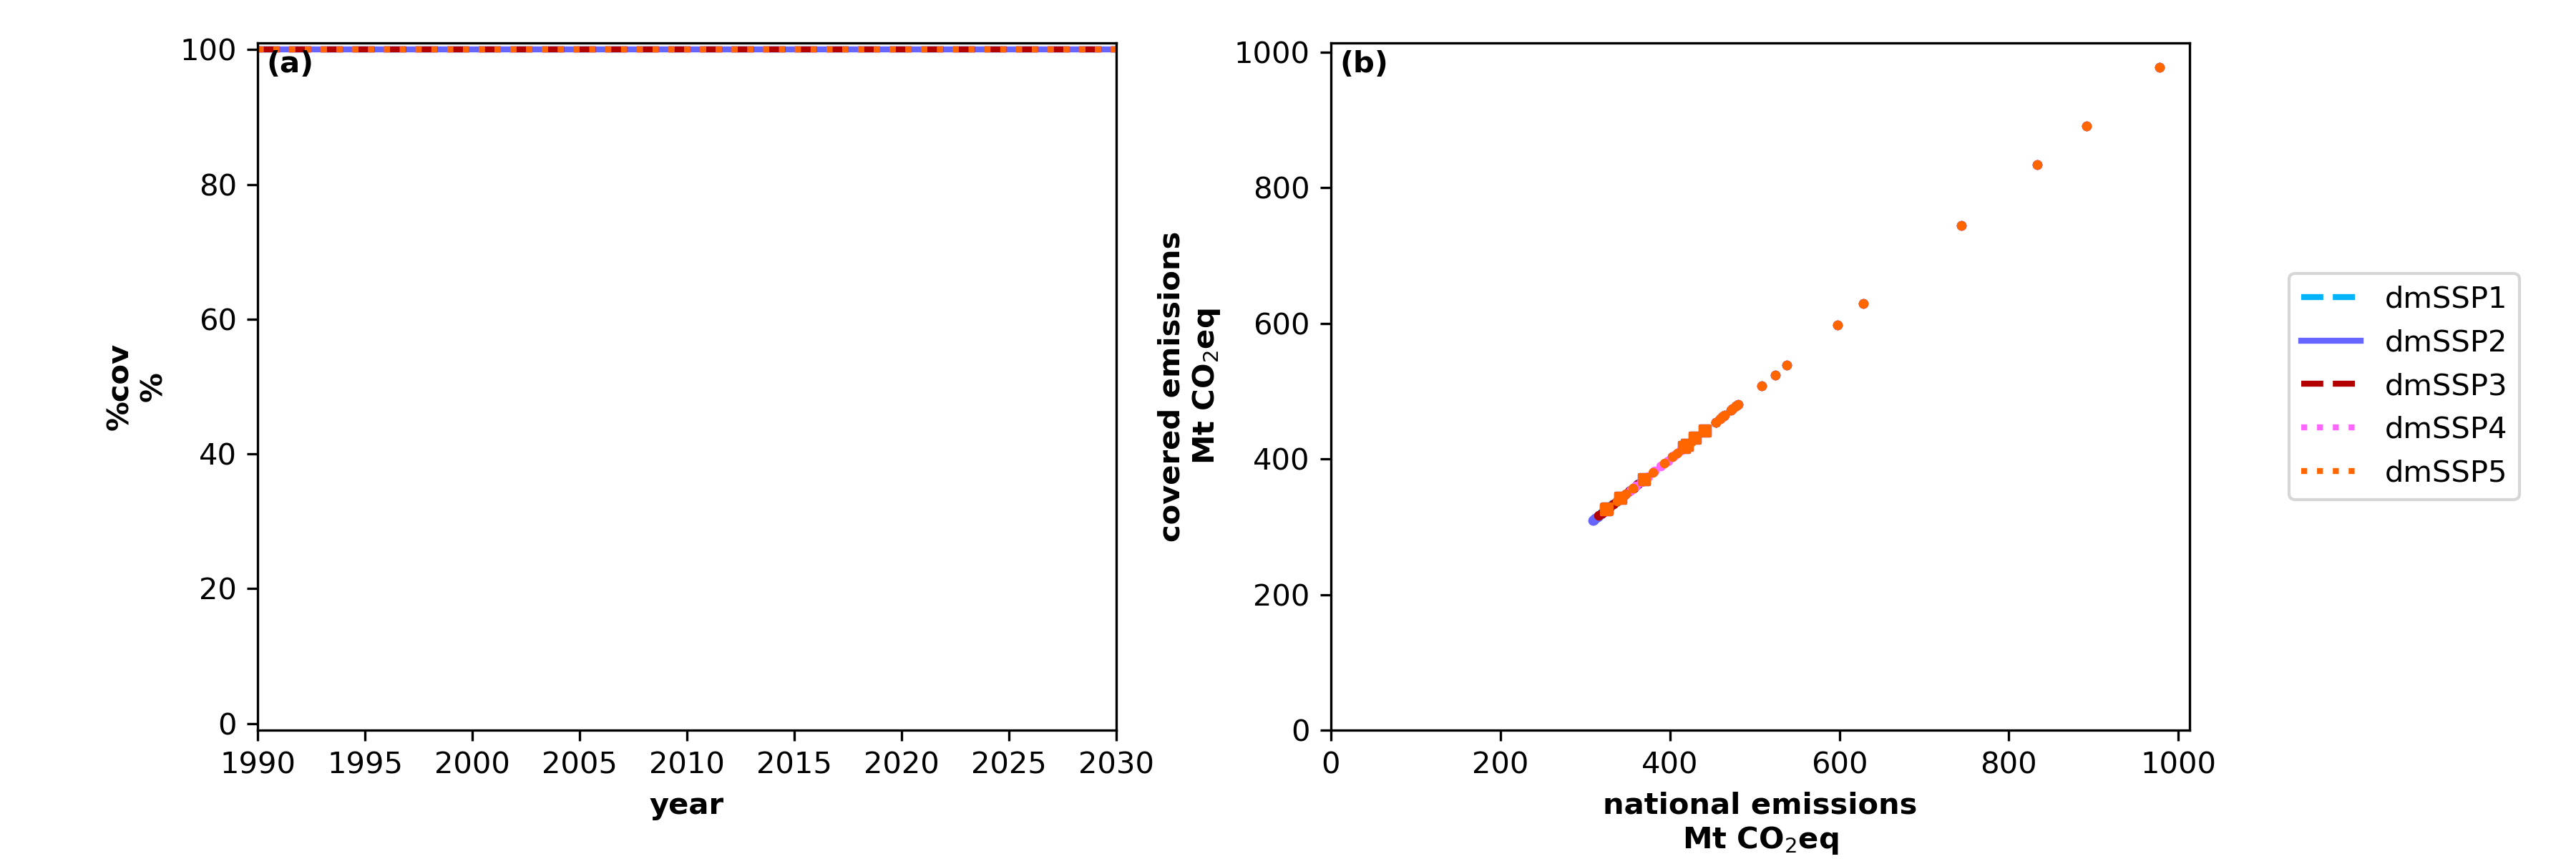 (a)
100
80
60
40
20
0
%cov
%
1990 1995 2000 2005 2010 2015 2020 2025 2030
year
(b)
1000
800
600
400
200
0
covered emissions
Mt CO₂eq
0 200 400 600 800 1000
national emissions
Mt CO₂eq
dmSSP1
dmSSP2
dmSSP3
dmSSP4
dmSSP5